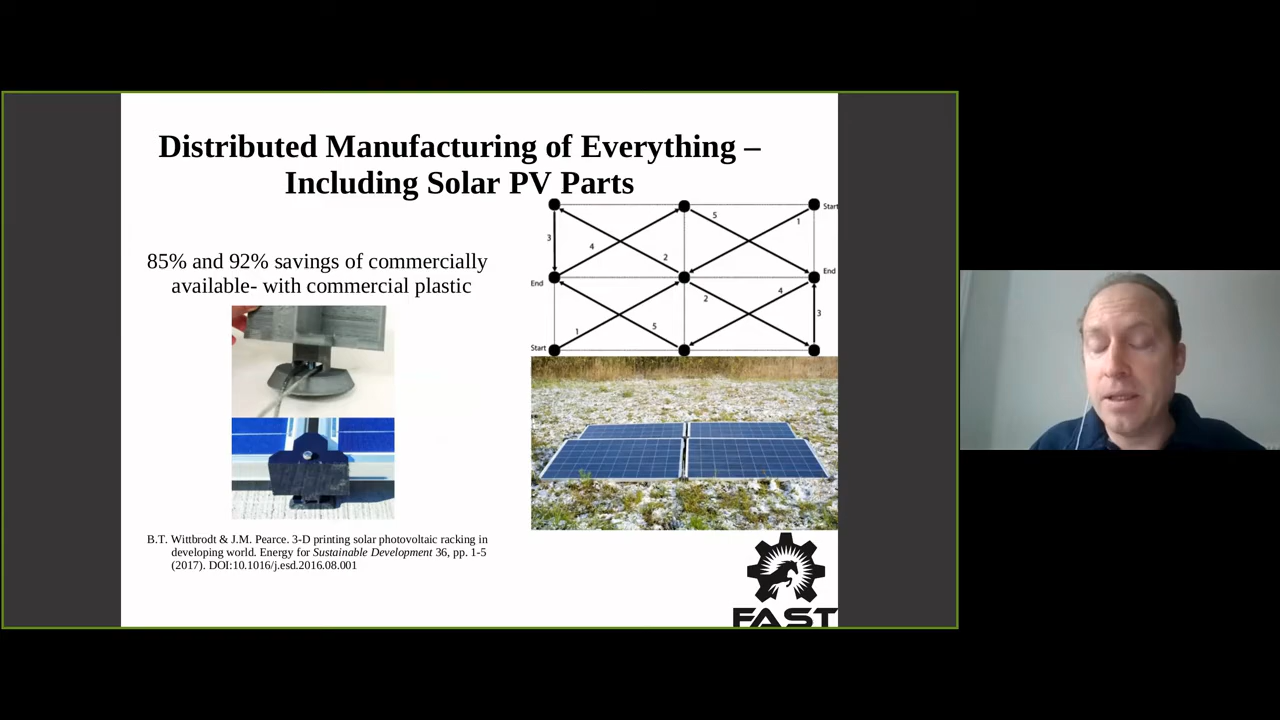 Distributed Manufacturing of Everything –
Including Solar PV Parts
85% and 92% savings of commercially
available- with commercial plastic
Start
5
1
3
4
2
End
End
2
4
3
1
5
Start
B.T. Wittbrodt & J.M. Pearce. 3-D printing solar photovoltaic racking in
developing world. Energy for Sustainable Development 36, pp. 1-5
(2017). DOI:10.1016/j.esd.2016.08.001
FAST